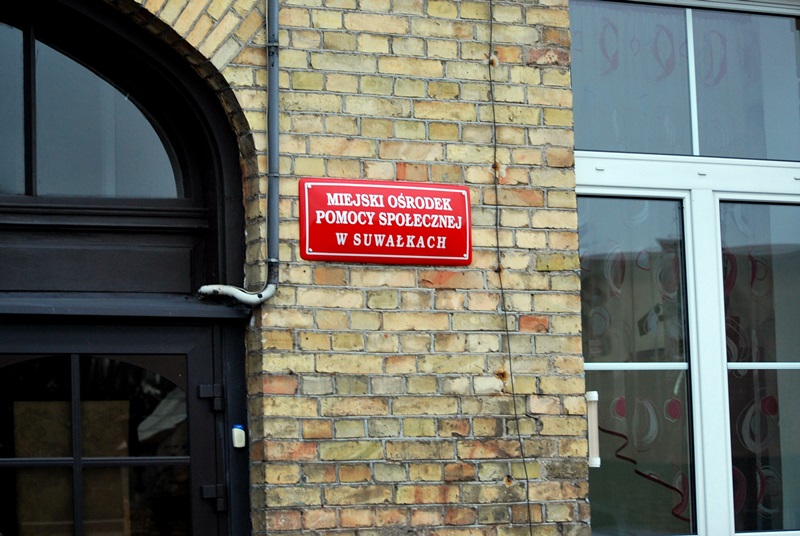 MIEJSKI OŚRODEK
POMOCY SPOŁECZNEJ
W SUWAŁKACH